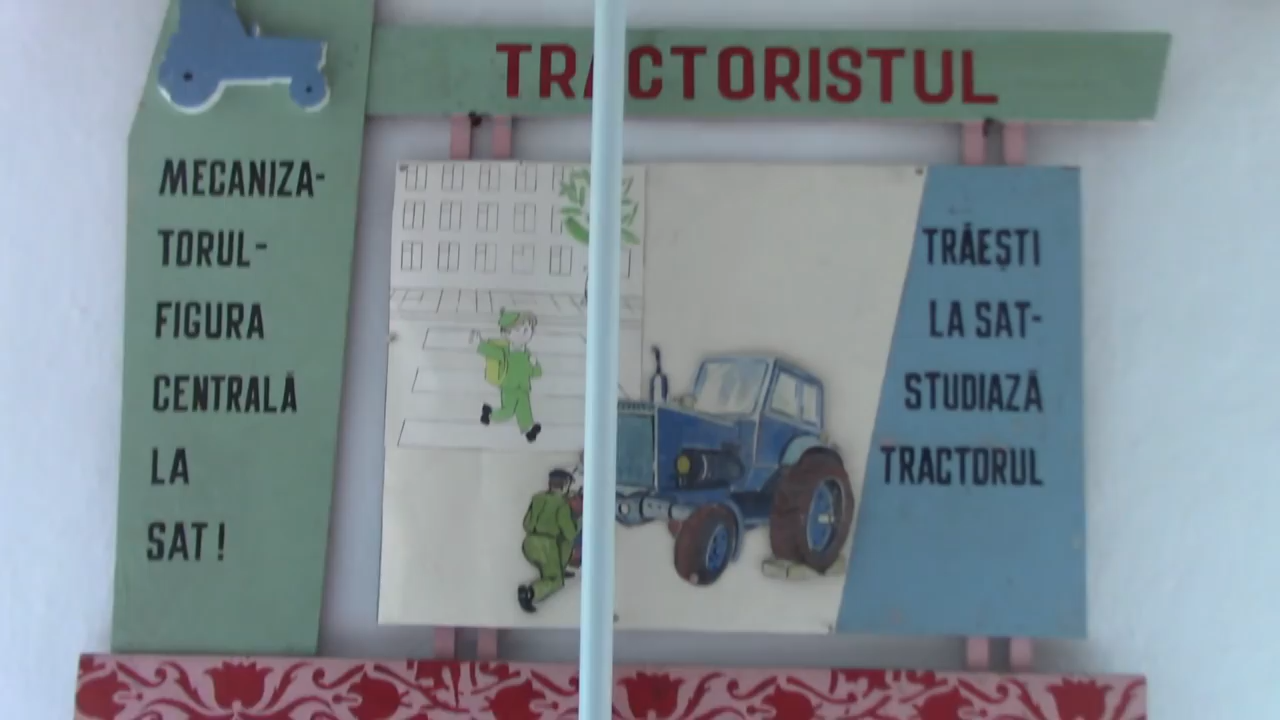 TRACTORISTUL
MECANIZA-
TORUL-
FIGURA
CENTRALĂ
LA
SAT!
TRĂEȘTI
LA SAT-
STUDIAZĂ
TRACTORUL